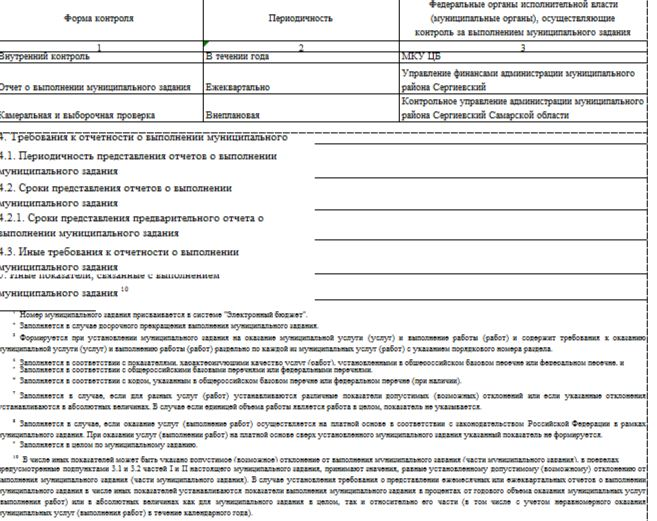 Форма контроля
Периодичность
Федеральные органы исполнительной власти
(муниципальные органы), осуществляющие
контроль за выполнением муниципального задания
1
2
3
Внутренний контроль
В течении года
МКУ ЦБ
Отчет о выполнении муниципального задания
Ежеквартально
Управление финансами администрации муниципального
района Сергиевский
Камеральная и выборочная проверка
Внеплановая
Контрольное управление администрации муниципального
района Сергиевский Самарской области
4. Требования к отчетности о выполнении муниципального
4.1. Периодичность представления отчетов о выполнении
муниципального задания
4.2. Сроки представления отчетов о выполнении
муниципального задания
4.2.1. Сроки представления предварительного отчета о
выполнении муниципального задания
4.3. Иные требования к отчетности о выполнении
муниципального задания
5. Иные показатели, связанные с выполнением
муниципального задания 10
1 Номер муниципального задания присваивается в системе "Электронный бюджет".
Заполняется в случае досрочного прекращения выполнения муниципального задания.
3 Формируется при установлении муниципального задания на оказание муниципальной услуги (услуг) и выполнение работы (работ) и содержит требования к оказанию
муниципальной услуги (услуг) и выполнению работы (работ) раздельно по каждой из муниципальных услуг (работ) с указанием порядкового номера раздела.
Заполняется в соответствии с показателями, характеризующими качество услуг (работ), установленными в общероссийском базовом перечне или федеральном перечне, и
Заполняется в соответствии с общероссийскими базовыми перечнями или федеральными перечнями.
Заполняется в соответствии с кодом, указанным в общероссийском базовом перечне или федеральном перечне (при наличии).
7 Заполняется в случае, если для разных услуг (работ) устанавливаются различные показатели допустимых (возможных) отклонений или если указанные отклонения
устанавливаются в абсолютных величинах. В случае если единицей объема работы является работа в целом, показатель не указывается.
8 Заполняется в случае, если оказание услуг (выполнение работ) осуществляется на платной основе в соответствии с законодательством Российской Федерации в рамках
муниципального задания. При оказании услуг (выполнении работ) на платной основе сверх установленного муниципального задания указанный показатель не формируется.
9 Заполняется в целом по муниципальному заданию.
10 В числе иных показателей может быть указано допустимое (возможное) отклонение от выполнения муниципального задания (части муниципального задания), в пределах
предусмотренные подпунктами 3.1 и 3.2 частей I и II настоящего муниципального задания, принимают значения, равные установленному допустимому (возможному) отклонению от
выполнения муниципального задания (части муниципального задания). В случае установления требования о представлении ежемесячных или ежеквартальных отчетов о выполнении
муниципального задания в числе иных показателей устанавливаются показатели выполнения муниципального задания в процентах от годового объема оказания муниципальных услуг
(выполнения работ) или в абсолютных величинах как для муниципального задания в целом, так и относительно его части (в том числе с учетом неравномерного оказания
муниципальных услуг (выполнения работ) в течение календарного года).